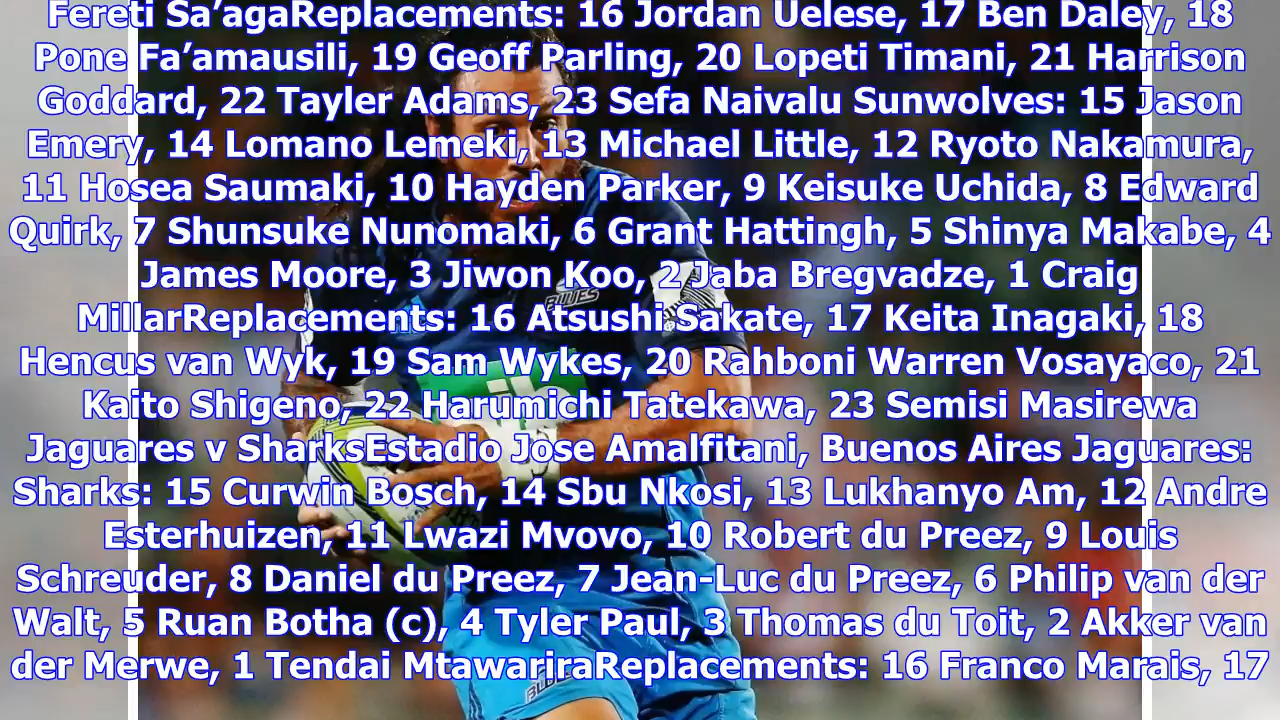 Fereti Sa’agaReplacements: 16 Jordan Uelese, 17 Ben Daley, 18
Pone Fa’amausili, 19 Geoff Parling, 20 Lopeti Timani, 21 Harrison
Goddard, 22 Tayler Adams, 23 Sefa Naivalu Sunwolves: 15 Jason
Emery, 14 Lomano Lemeki, 13 Michael Little, 12 Ryoto Nakamura,
11 Hosea Saumaki, 10 Hayden Parker, 9 Keisuke Uchida, 8 Edward
Quirk, 7 Shunsuke Nunomaki, 6 Grant Hattingh, 5 Shinya Makabe, 4
James Moore, 3 Jiwon Koo, 2 Jaba Bregvadze, 1 Craig
BLUES
MillarReplacements: 16 Atsushi Sakate, 17 Keita Inagaki, 18
Hencus van Wyk, 19 Sam Wykes, 20 Rahboni Warren Vosayaco, 21
Kaito Shigeno, 22 Harumichi Tatekawa, 23 Semisi Masirewa
Jaguares v SharksEstadio Jose Amalfitani, Buenos Aires Jaguares:
Sharks: 15 Curwin Bosch, 14 Sbu Nkosi, 13 Lukhanyo Am, 12 Andre
Esterhuizen, 11 Lwazi Mvovo, 10 Robert du Preez, 9 Louis
Schreuder, 8 Daniel du Preez, 7 Jean-Luc du Preez, 6 Philip van der
Walt, 5 Ruan Botha (c), 4 Tyler Paul, 3 Thomas du Toit, 2 Akker van
der Merwe, 1 Tendai MtawariraReplacements: 16 Franco Marais, 17
BLUES